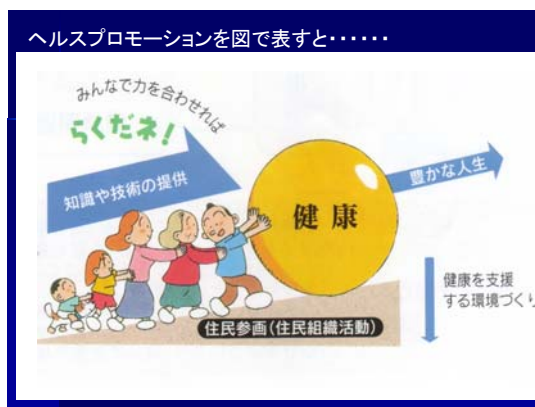 ヘルスプロモーションを図で表すと・・・・・・
みんなで力を合わせれば
らくだネ!
知識や技術の提供
健康
豊かな人生
健康を支援
する環境づくり
住民参画(住民組織活動)